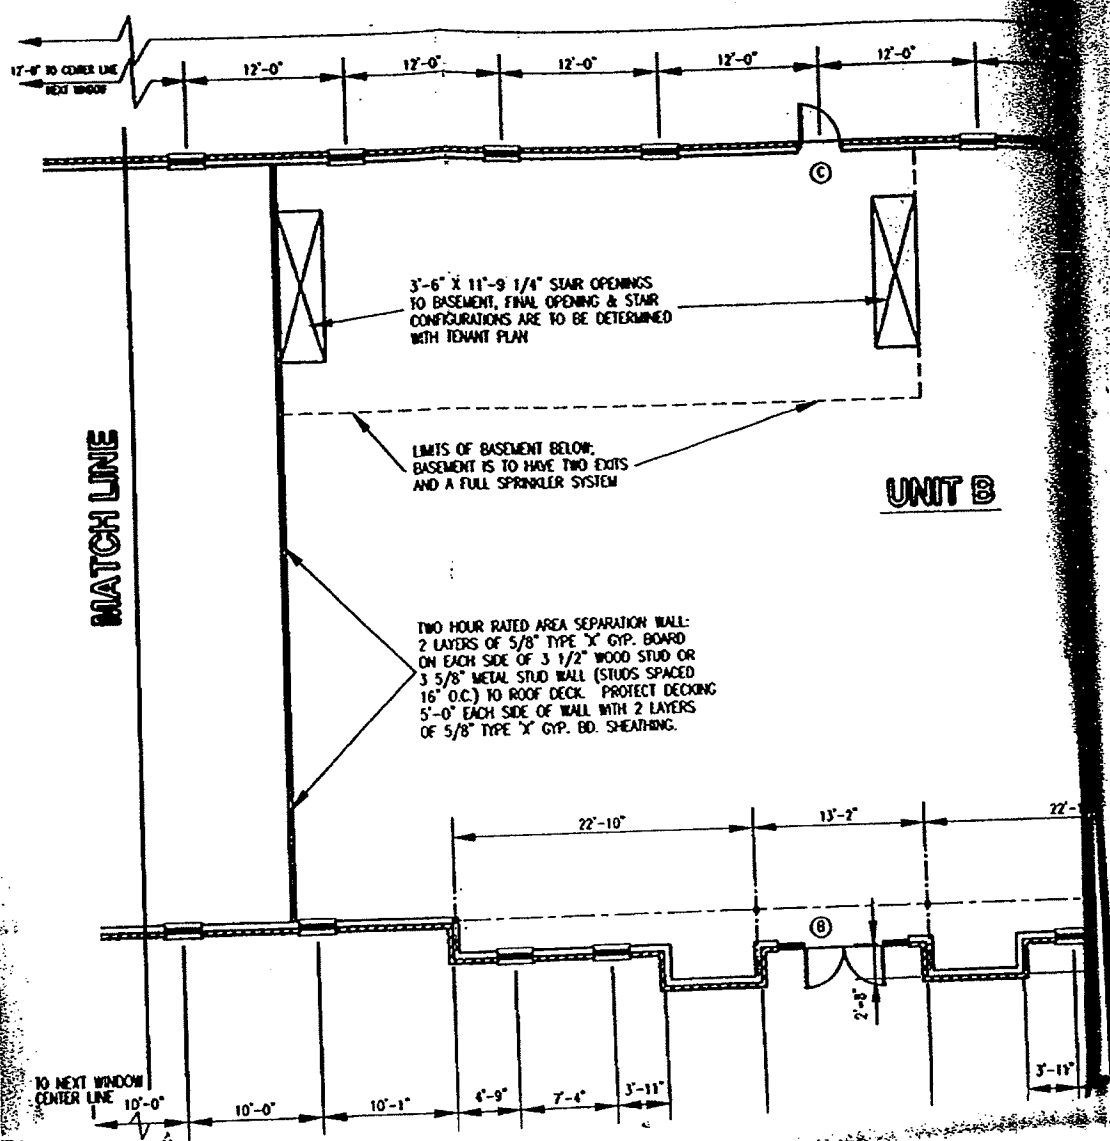 12'-0" TO CENTER LINE
NEXT WINDOW
12'-0" 12'-0" 12'-0" 12'-0" 12'-0"
C
3'-6" X 11'-9 1/4" STAIR OPENINGS
TO BASEMENT, FINAL OPENING & STAIR
CONFIGURATIONS ARE TO BE DETERMINED
WITH TENANT PLAN
LIMITS OF BASEMENT BELOW;
BASEMENT IS TO HAVE TWO EXITS
AND A FULL SPRINKLER SYSTEM
MATCH LINE
UNIT B
TWO HOUR RATED AREA SEPARATION WALL:
2 LAYERS OF 5/8" TYPE "X" GYP. BOARD
ON EACH SIDE OF 3 1/2" WOOD STUD OR
3 5/8" METAL STUD WALL (STUDS SPACED
16" O.C.) TO ROOF DECK. PROTECT DECKING
5'-0" EACH SIDE OF WALL WITH 2 LAYERS
OF 5/8" TYPE "X" GYP. BD. SHEATHING.
22'-10" 13'-2" 22'-
B
2'-8"
TO NEXT WINDOW
CENTER LINE
10'-0" 10'-0" 10'-1" 4'-9" 7'-4" 3'-11" 3'-11"